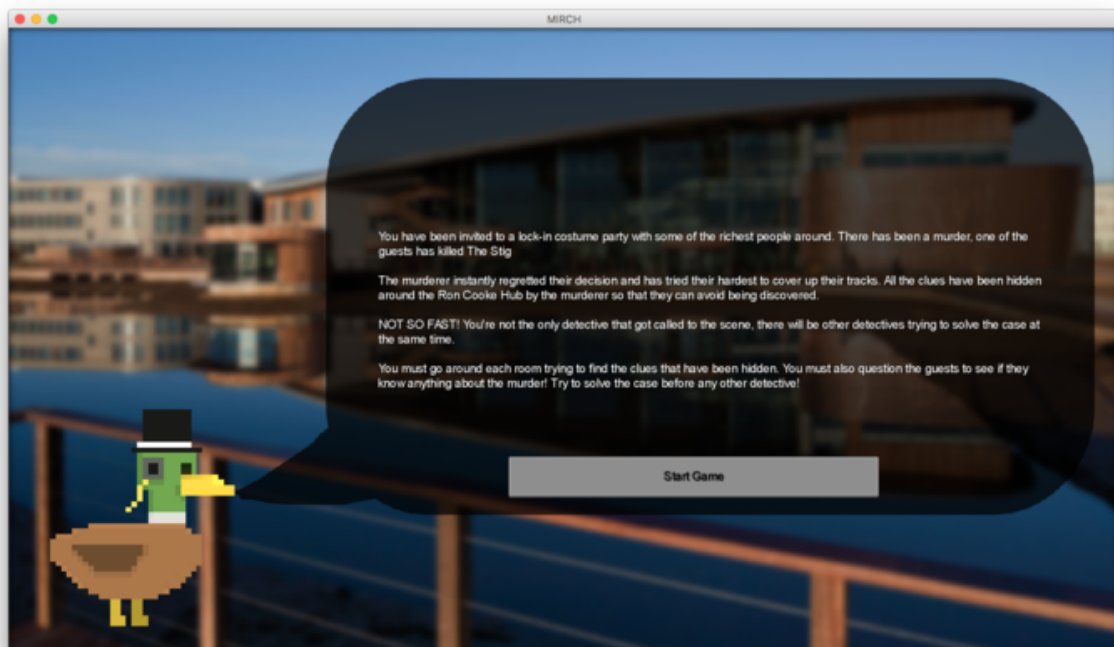 MIRCH
You have been invited to a lock-in costume party with some of the richest people around. There has been a murder, one of the
guests has killed The Stig
The murderer instantly regretted their decision and has tried their hardest to cover up their tracks. All the clues have been hidden
around the Ron Cooke Hub by the murderer so that they can avoid being discovered.
NOT SO FAST! You're not the only detective that got called to the scene, there will be other detectives trying to solve the case at
the same time.
You must go around each room trying to find the clues that have been hidden. You must also question the guests to see if they
know anything about the murder! Try to solve the case before any other detective!
Start Game